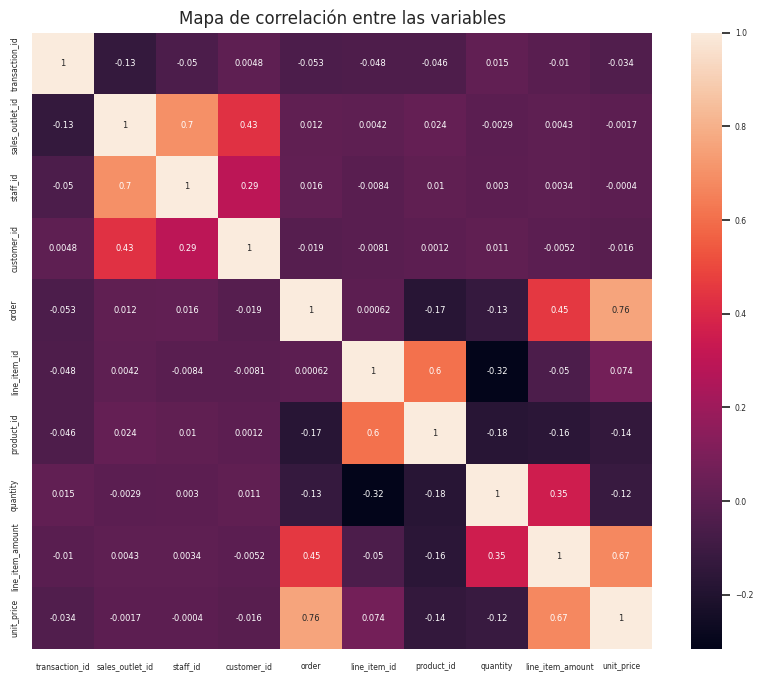 Mapa de correlación entre las variables
transaction_id 1 -0.13 -0.05 0.0048 -0.053 -0.048 -0.046 0.015 -0.01 -0.034
sales_outlet_id -0.13 1 0.7 0.43 0.012 0.0042 0.024 -0.0029 0.0043 -0.0017
staff_id -0.05 0.7 1 0.29 0.016 -0.0084 0.01 0.003 0.0034 -0.0004
customer_id 0.0048 0.43 0.29 1 -0.019 -0.0081 0.0012 0.011 -0.0052 -0.016
order -0.053 0.012 0.016 -0.019 1 0.00062 -0.17 -0.13 0.45 0.76
line_item_id -0.048 0.0042 -0.0084 -0.0081 0.00062 1 0.6 -0.32 -0.05 0.074
product_id -0.046 0.024 0.01 0.0012 -0.17 0.6 1 -0.18 -0.16 -0.14
quantity 0.015 -0.0029 0.003 0.011 -0.13 -0.32 -0.18 1 0.35 -0.12
line_item_amount -0.01 0.0043 0.0034 -0.0052 0.45 -0.05 -0.16 0.35 1 0.67
unit_price -0.034 -0.0017 -0.0004 -0.016 0.76 0.074 -0.14 -0.12 0.67 1
transaction_id sales_outlet_id staff_id customer_id order line_item_id product_id quantity line_item_amount unit_price
1.0
0.8
0.6
0.4
0.2
0.0
−0.2